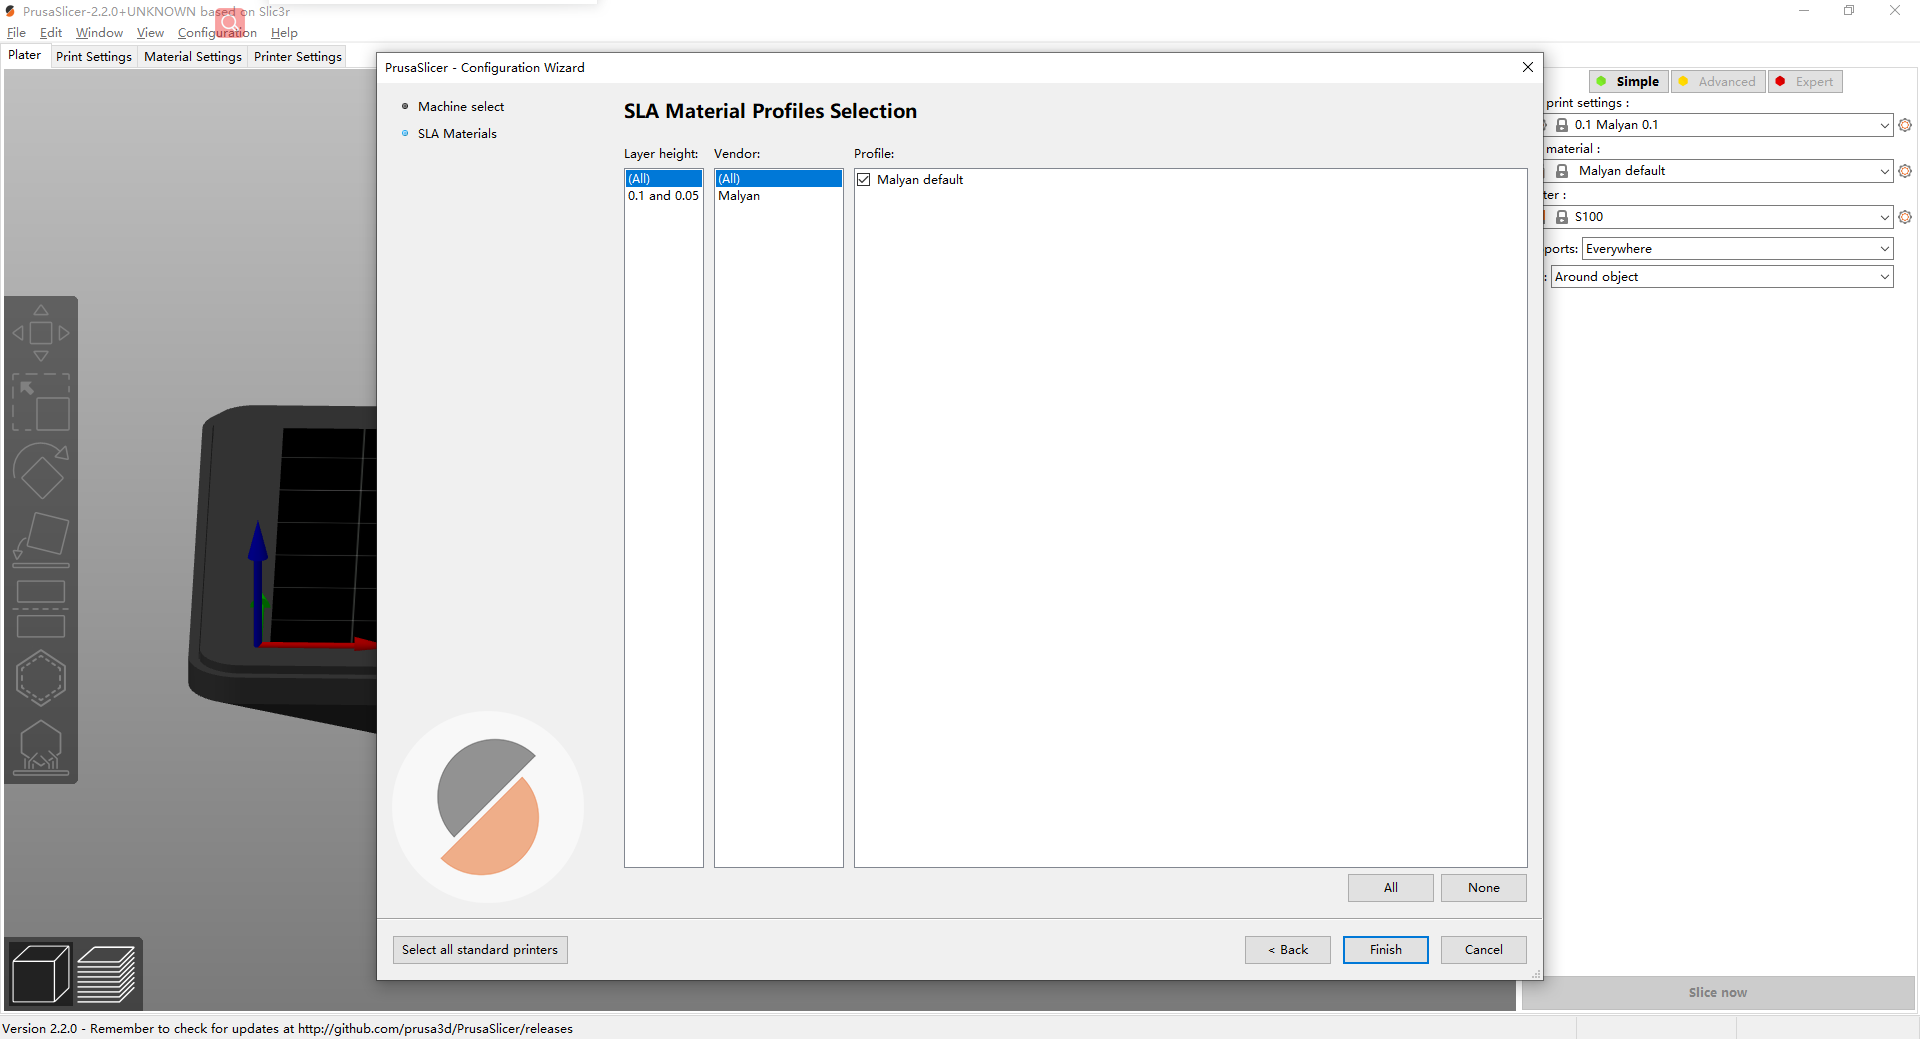 PrusaSlicer-2.2.0+UNKNOWN based on Slic3r
File Edit Window View Configuration Help
Plater Print Settings Material Settings Printer Settings
PrusaSlicer - Configuration Wizard
Machine select
SLA Materials
SLA Material Profiles Selection
Layer height: Vendor: Profile:
(All) (All) Malyan default
0.1 and 0.05 Malyan
All None
Select all standard printers < Back Finish Cancel
Simple Advanced Expert
print settings :
0.1 Malyan 0.1
material :
Malyan default
ter :
S100
ports: Everywhere
: Around object
Slice now
Version 2.2.0 - Remember to check for updates at http://github.com/prusa3d/PrusaSlicer/releases